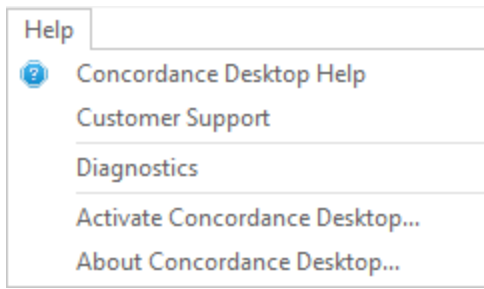 Help
Concordance Desktop Help
Customer Support
Diagnostics
Activate Concordance Desktop...
About Concordance Desktop...